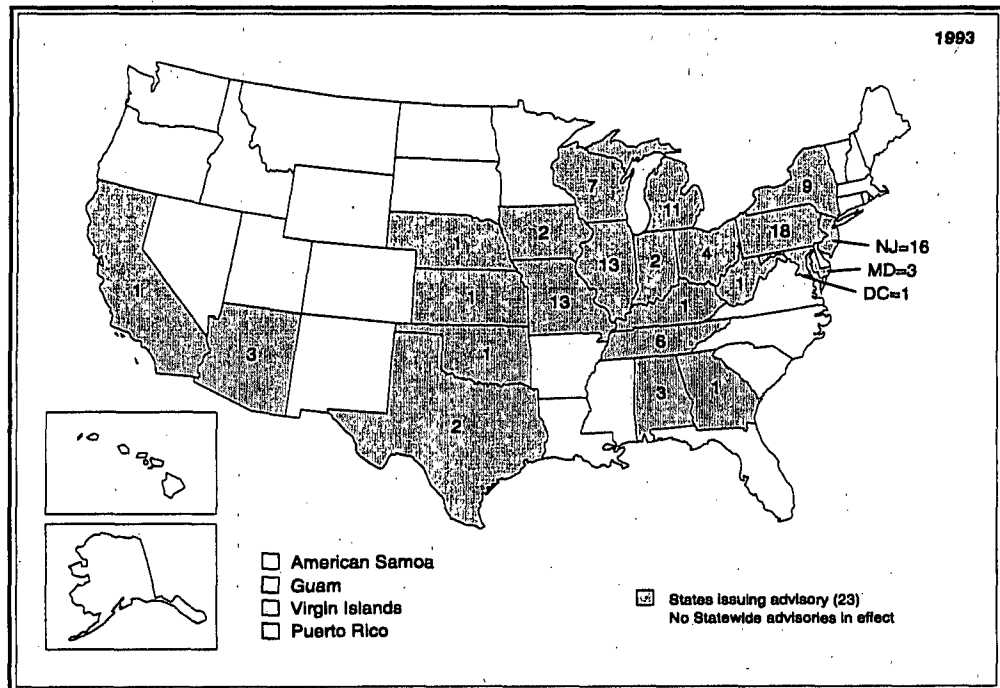 1993
7
11
9
1
2
13
2
4
18
NJ=16
MD=3
DC=1
1
1
13
1
1
3
1
6
2
3
1
American Samoa
Guam
Virgin Islands
Puerto Rico
States issuing advisory (23)
No Statewide advisories in effect